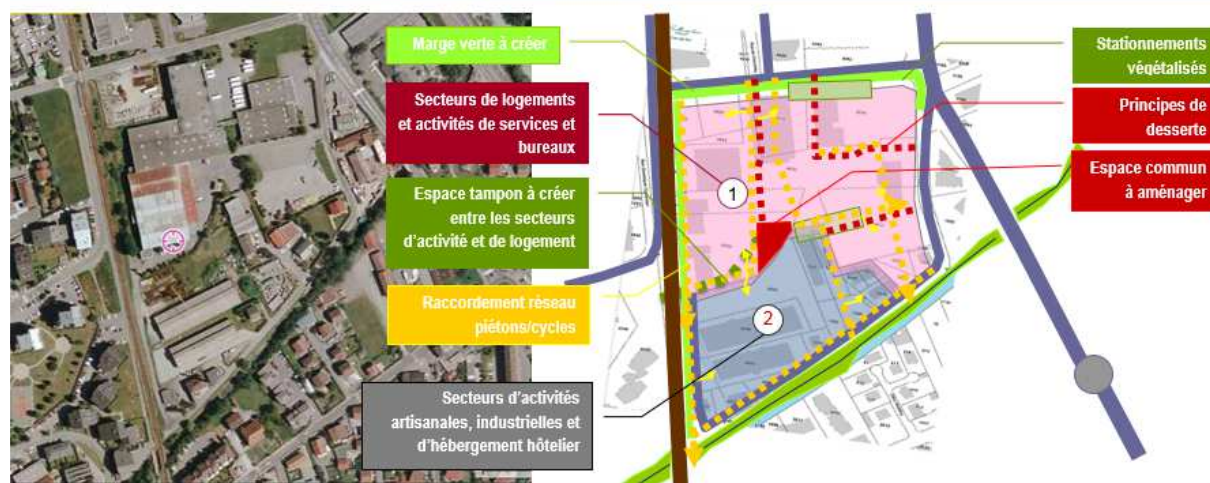 Marge verte à créer
Secteurs de logements
et activités de services et
bureaux
Espace tampon à créer
entre les secteurs
d'activité et de logement
Raccordement réseau
piétons/cycles
Secteurs d'activités
artisanales, industrielles et
d'hébergement hôtelier
1
2
Stationnements
végétalisés
Principes de
desserte
Espace commun
à aménager